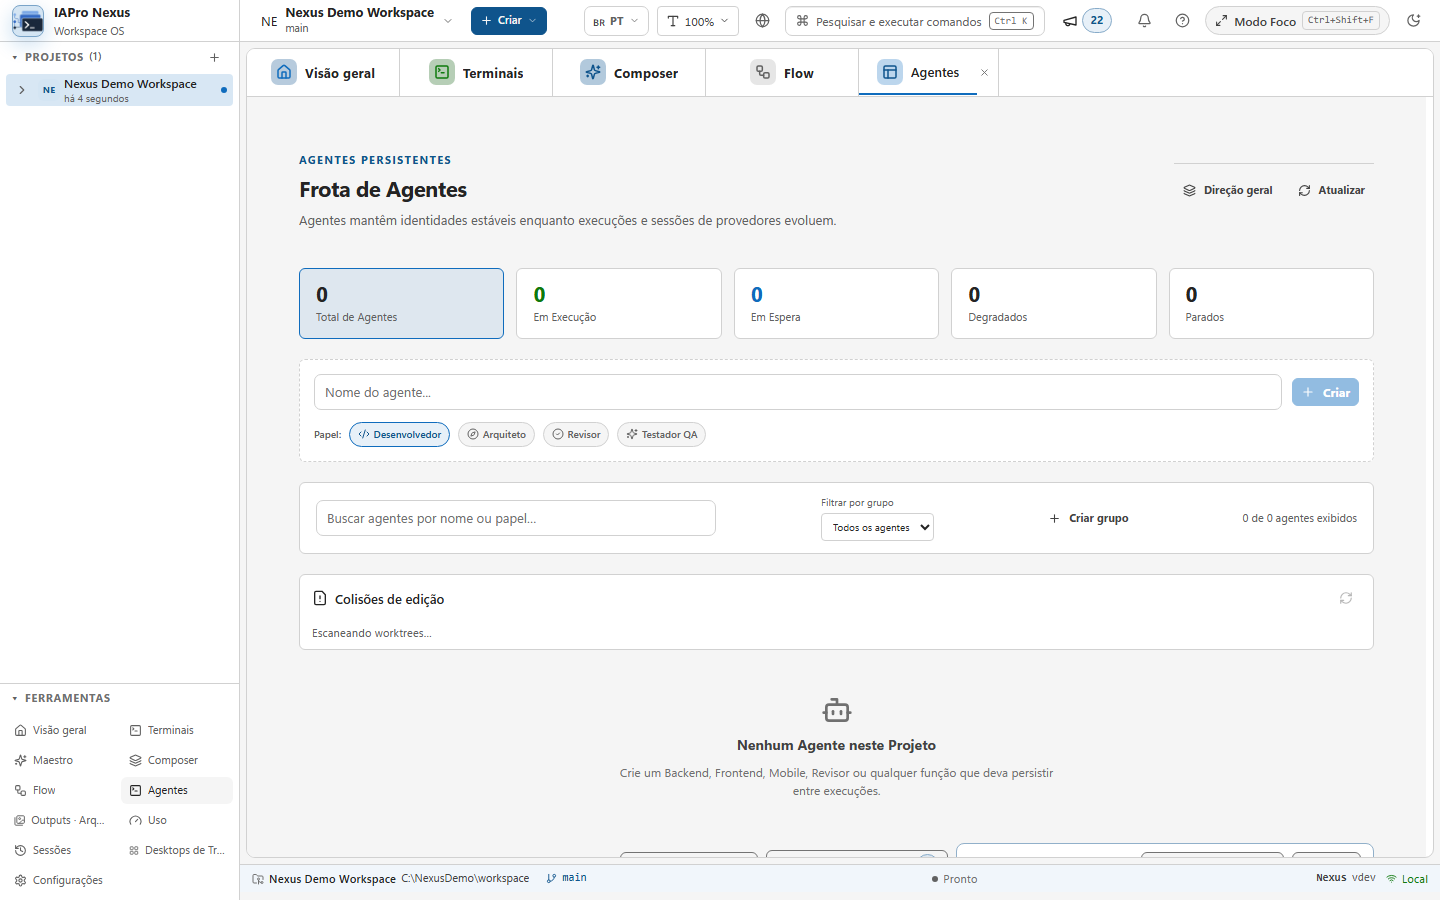 IAPro Nexus
Workspace OS
NE
Nexus Demo Workspace
main
Criar
BR PT
100%
Pesquisar e executar comandos
Ctrl K
22
Modo Foco
Ctrl+Shift+F
PROJETOS (1)
NE
Nexus Demo Workspace
há 4 segundos
Visão geral
Terminais
Composer
Flow
Agentes
AGENTES PERSISTENTES
Frota de Agentes
Agentes mantêm identidades estáveis enquanto execuções e sessões de provedores evoluem.
Direção geral
Atualizar
0
Total de Agentes
0
Em Execução
0
Em Espera
0
Degradados
0
Parados
Nome do agente...
Criar
Papel:
Desenvolvedor
Arquiteto
Revisor
Testador QA
Buscar agentes por nome ou papel...
Filtrar por grupo
Todos os agentes
Criar grupo
0 de 0 agentes exibidos
Colisões de edição
Escaneando worktrees...
Nenhum Agente neste Projeto
Crie um Backend, Frontend, Mobile, Revisor ou qualquer função que deva persistir
entre execuções.
FERRAMENTAS
Visão geral
Terminais
Maestro
Composer
Flow
Agentes
Outputs · Arq...
Uso
Sessões
Desktops de Tr...
Configurações
Nexus Demo Workspace
C:\NexusDemo\workspace
main
Pronto
Nexus vdev
Local